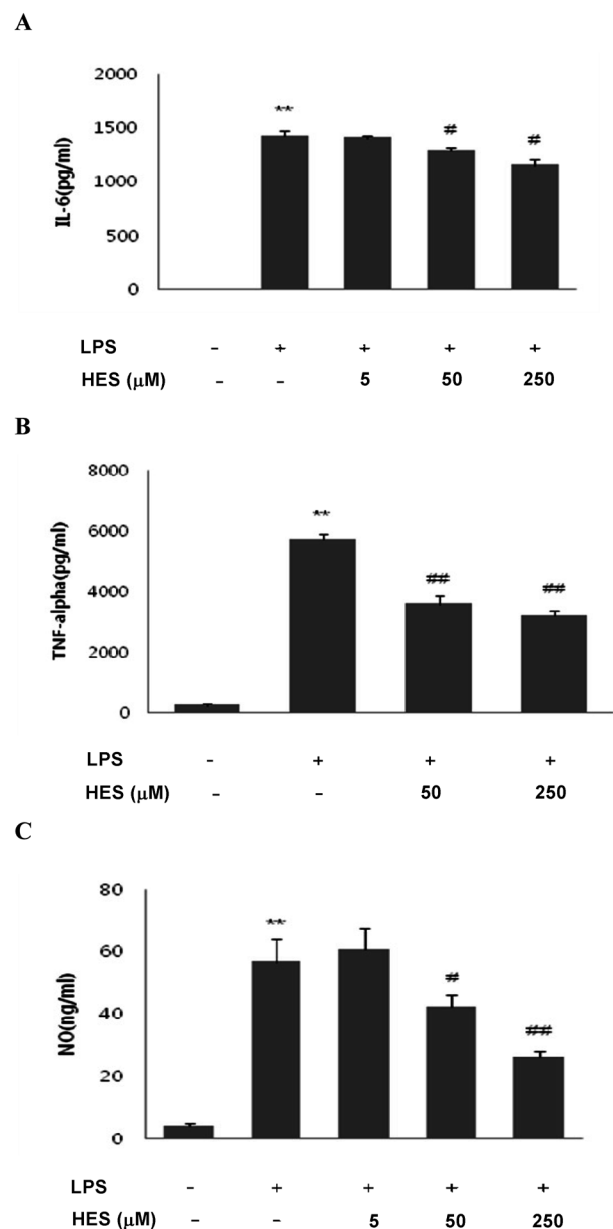 A
2000
**
1500
#
#
1000
IL-6(pg/ml)
500
0
LPS - + + + +
HES (μM) - - 5 50 250
B
8000
**
6000
##
##
4000
TNF-alpha(pg/ml)
2000
0
LPS - + + +
HES (μM) - - 50 250
C
80
**
60
#
40
##
NO(ng/ml)
20
0
LPS - + + + +
HES (μM) - - 5 50 250